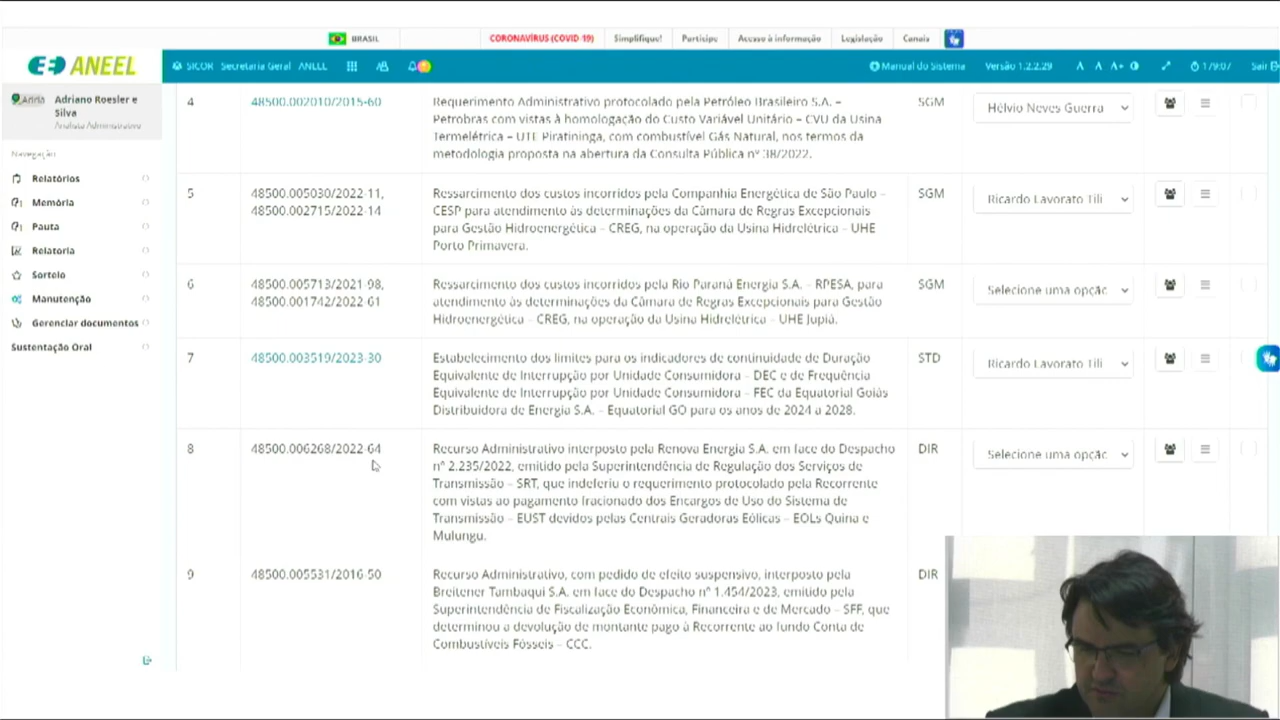 BRASIL
CORONAVÍRUS (COVID 19)
Simplifique!
Participe
Acesso à informação
Legislação
Canais
ANEEL
SICOR
Secretaria Geral
ANEEL
Manual do Sistema
Versão 1.2.2.29
A A A+
179:07
Sair
Adriano Roesler e
Silva
Analista Administrativo
Navegação
Relatórios
Memória
Pauta
Relatoria
Sorteio
Manutenção
Gerenciar documentos
Sustentação Oral
4
48500.002010/2015-60
Requerimento Administrativo protocolado pela Petróleo Brasileiro S.A. –
Petrobras com vistas à homologação do Custo Variável Unitário – CVU da Usina
Termelétrica – UTE Piratininga, com combustível Gás Natural, nos termos da
metodologia proposta na abertura da Consulta Pública nº 38/2022.
SGM
Hélvio Neves Guerra
5
48500.005030/2022-11,
48500.002715/2022-14
Ressarcimento dos custos incorridos pela Companhia Energética de São Paulo –
CESP para atendimento às determinações da Câmara de Regras Excepcionais
para Gestão Hidroenergética – CREG, na operação da Usina Hidrelétrica – UHE
Porto Primavera.
SGM
Ricardo Lavorato Tili
6
48500.005713/2021-98,
48500.001742/2022-61
Ressarcimento dos custos incorridos pela Rio Paraná Energia S.A. - RPESA, para
atendimento às determinações da Câmara de Regras Excepcionais para Gestão
Hidroenergética – CREG, na operação da Usina Hidrelétrica – UHE Jupiá.
SGM
Selecione uma opção
7
48500.003519/2023-30
Estabelecimento dos limites para os indicadores de continuidade de Duração
Equivalente de Interrupção por Unidade Consumidora - DEC e de Frequência
Equivalente de Interrupção por Unidade Consumidora - FEC da Equatorial Goiás
Distribuidora de Energia S.A. – Equatorial GO para os anos de 2024 a 2028.
STD
Ricardo Lavorato Tili
8
48500.006268/2022-64
Recurso Administrativo interposto pela Renova Energia S.A. em face do Despacho
nº 2.235/2022, emitido pela Superintendência de Regulação dos Serviços de
Transmissão – SRT, que indeferiu o requerimento protocolado pela Recorrente
com vistas ao pagamento fracionado dos Encargos de Uso do Sistema de
Transmissão – EUST devidos pelas Centrais Geradoras Eólicas – EOLs Quina e
Mulungu.
DIR
Selecione uma opção
9
48500.005531/2016-50
Recurso Administrativo, com pedido de efeito suspensivo, interposto pela
Breitener Tambaqui S.A. em face do Despacho nº 1.454/2023, emitido pela
Superintendência de Fiscalização Econômica, Financeira e de Mercado – SFF, que
determinou a devolução de montante pago à Recorrente ao fundo Conta de
Combustíveis Fósseis – CCC.
DIR